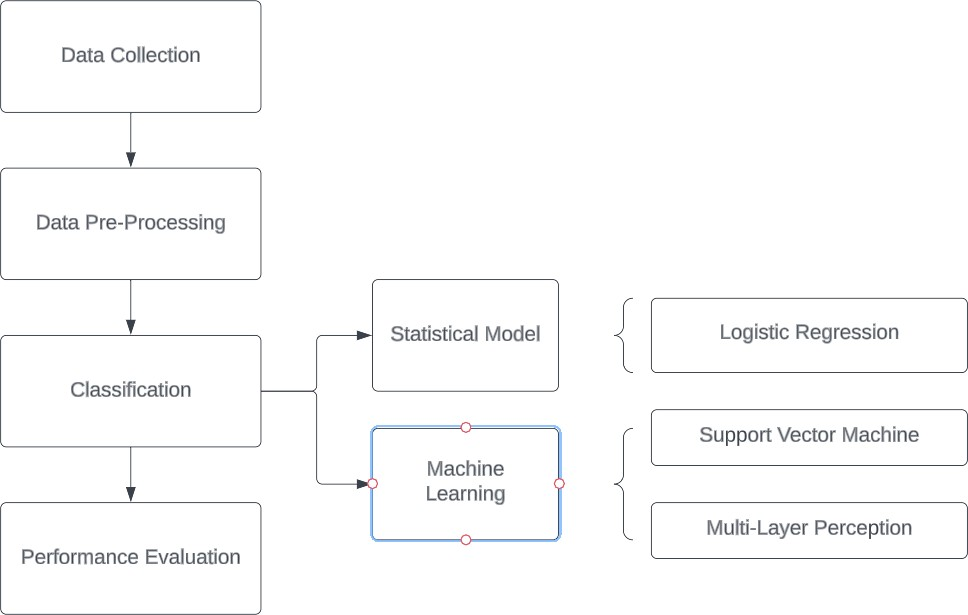 Data Collection
Data Pre-Processing
Classification
Performance Evaluation
Statistical Model
Machine
Learning
Logistic Regression
Support Vector Machine
Multi-Layer Perception